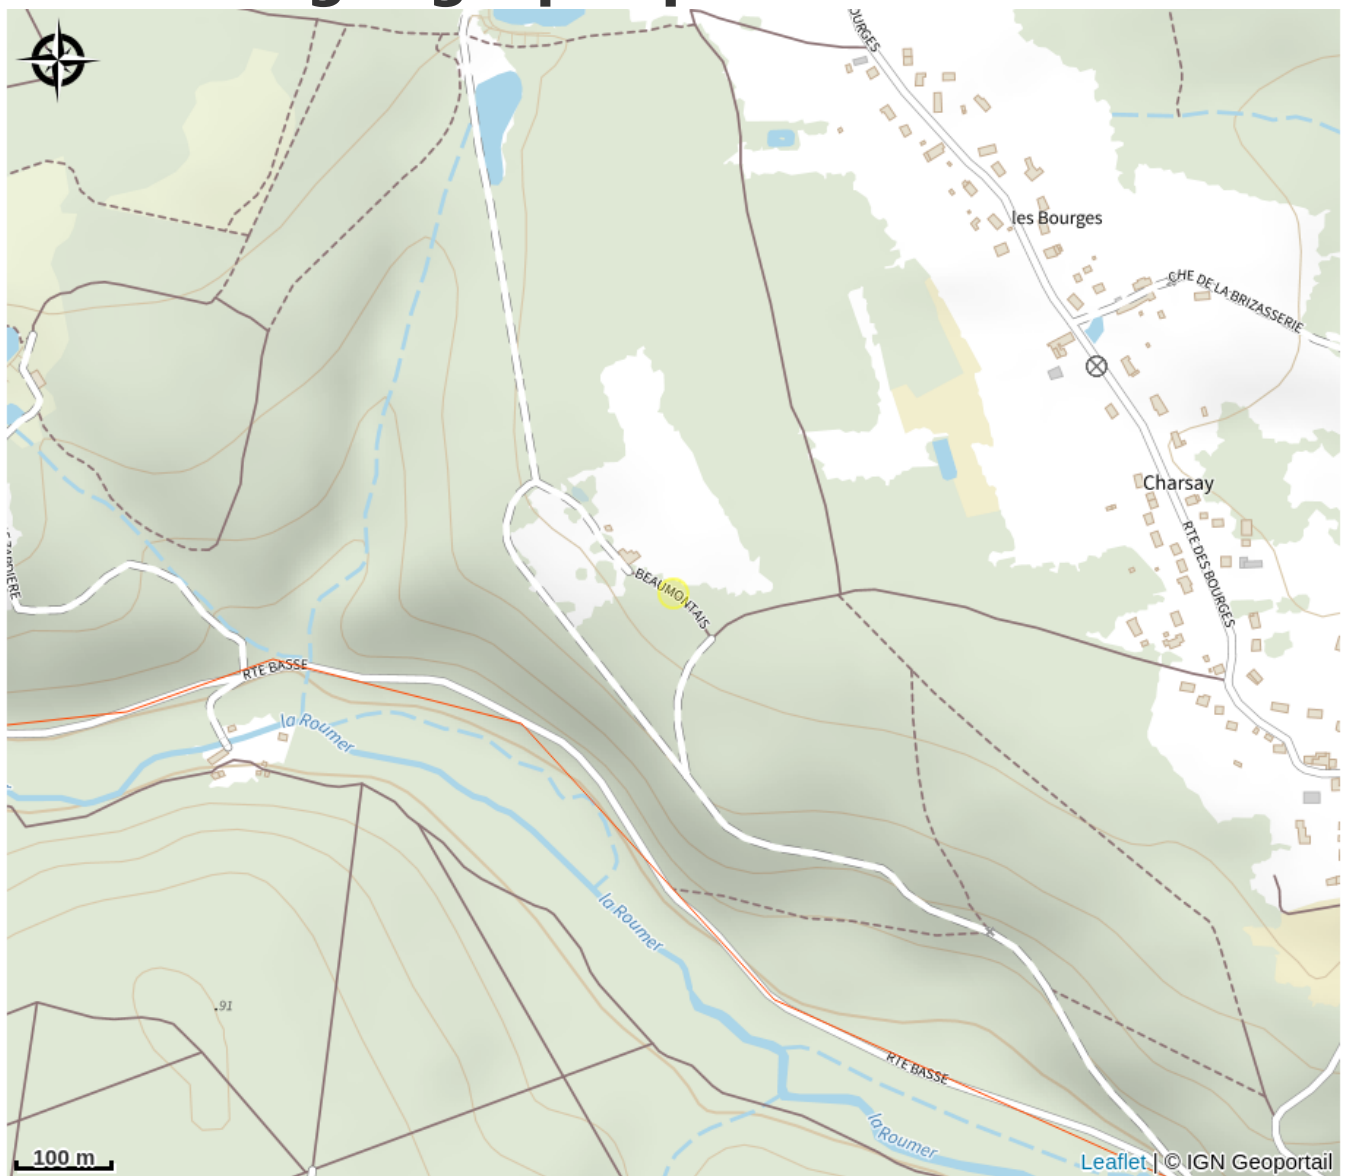 OURGES
les Bourges
CHE DE LA BRIZASSERIE
Charsay
RTE DES BOURGES
BEAUMONTAIS
RTE BASSE
la Roumer
la Roumer
91
RTE BASSE
la Roumer
100 m
Leaflet | © IGN Geoportail